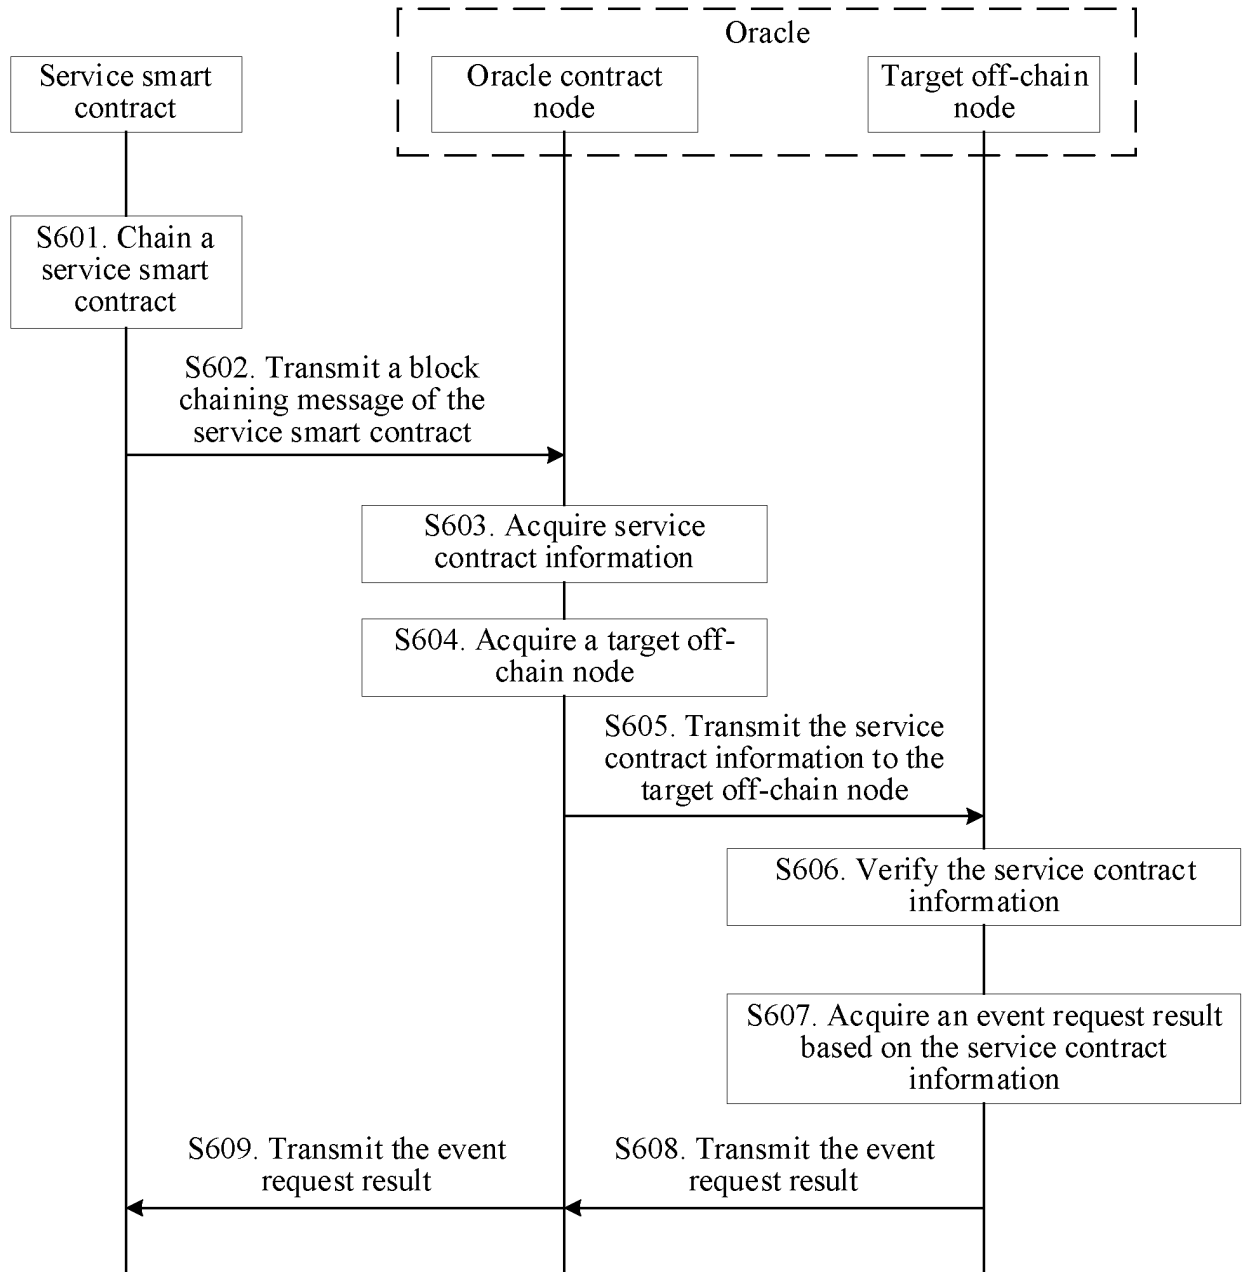 Oracle
Service smart
contract
Oracle contract
node
Target off-chain
node
S601. Chain a
service smart
contract
S602. Transmit a block
chaining message of the
service smart contract
S603. Acquire service
contract information
S604. Acquire a target off-
chain node
S605. Transmit the service
contract information to the
target off-chain node
S606. Verify the service contract
information
S607. Acquire an event request result
based on the service contract
information
S609. Transmit the event
request result
S608. Transmit the event
request result